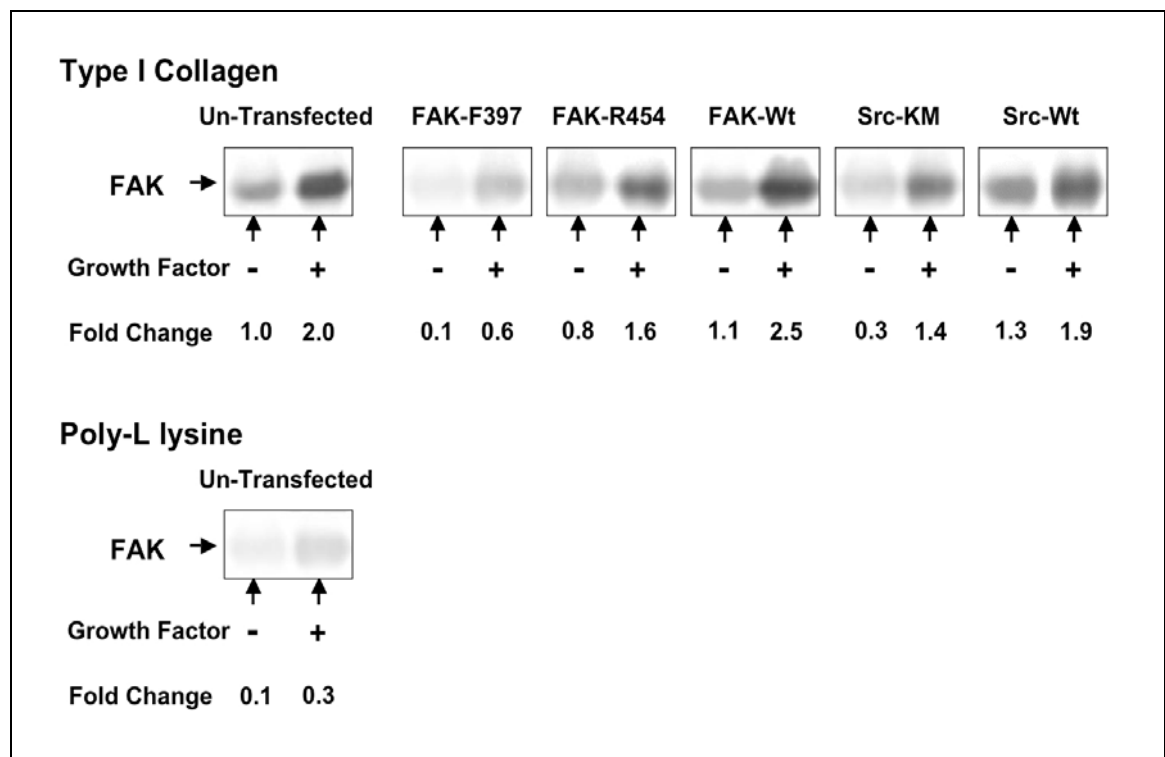 Type I Collagen
Un-Transfected FAK-F397 FAK-R454 FAK-Wt Src-KM Src-Wt
FAK
Growth Factor - + - + - + - + - + - +
Fold Change 1.0 2.0 0.1 0.6 0.8 1.6 1.1 2.5 0.3 1.4 1.3 1.9
Poly-L lysine
Un-Transfected
FAK
Growth Factor - +
Fold Change 0.1 0.3